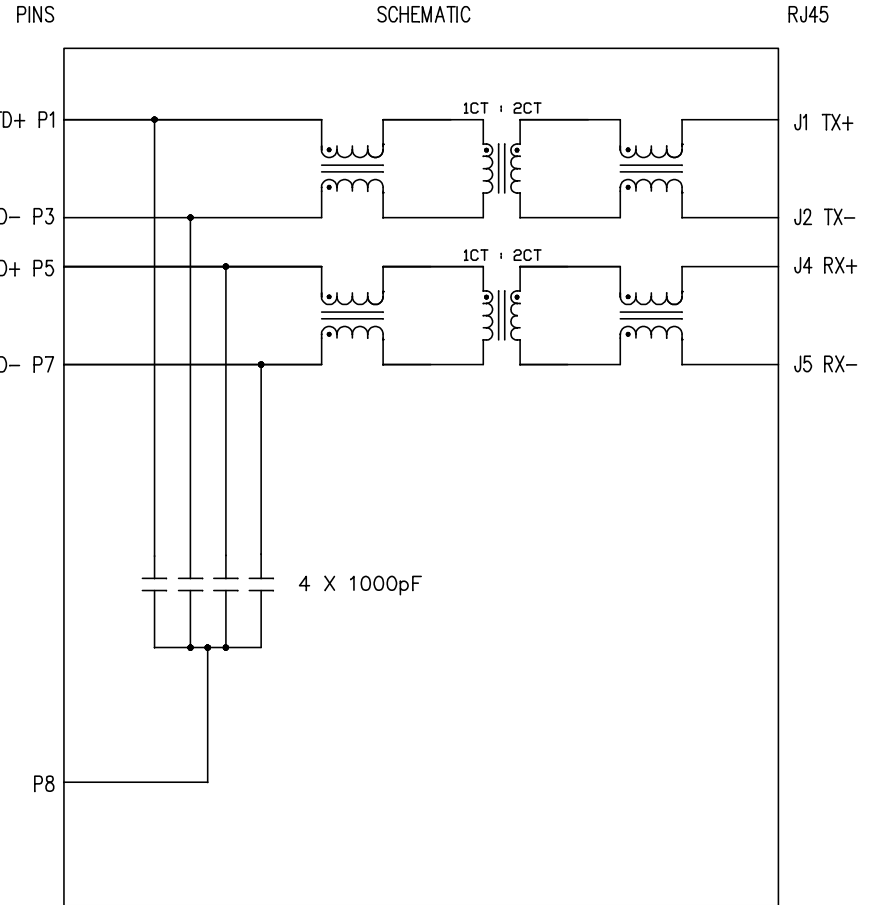 PINS SCHEMATIC RJ45
1CT : 2CT
TD+ P1 J1 TX+
D- P3 J2 TX-
1CT : 2CT
D+ P5 J4 RX+
D- P7 J5 RX-
4 X 1000pF
P8